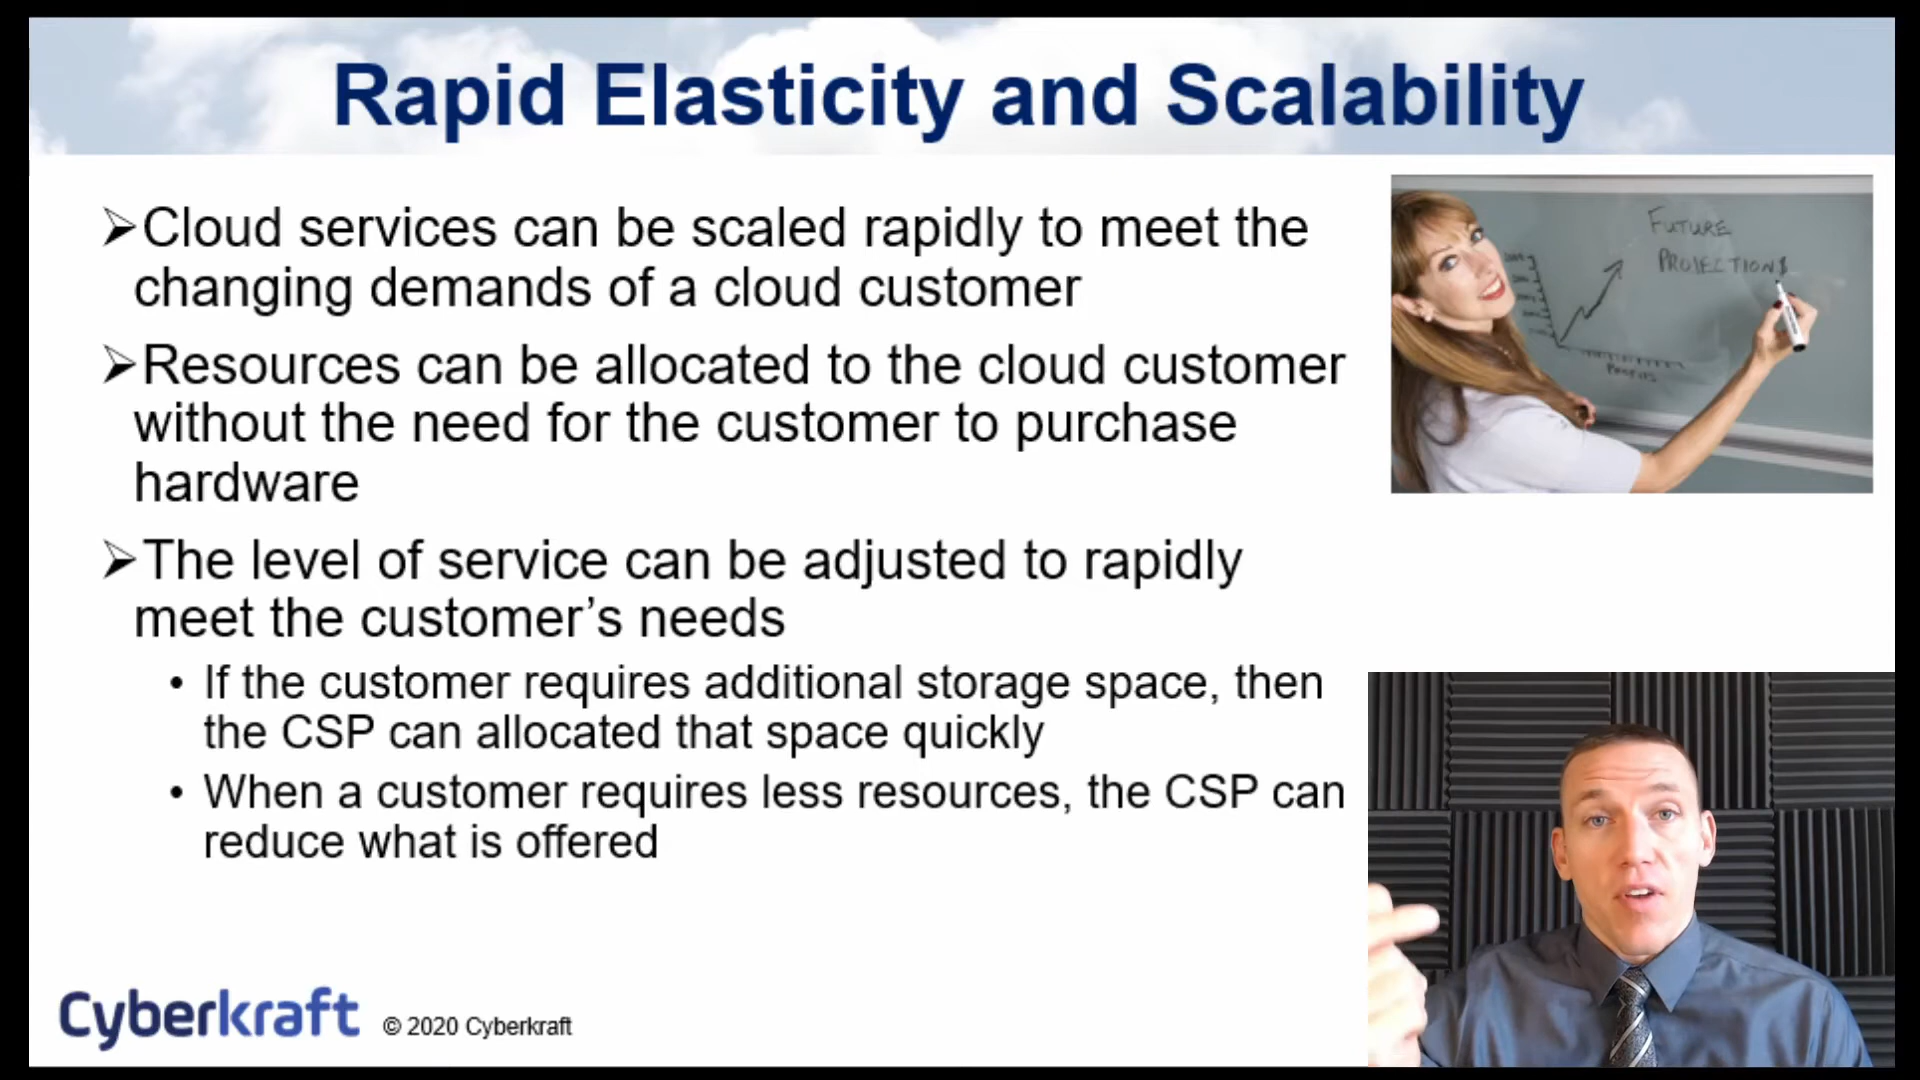 Rapid Elasticity and Scalability
➢Cloud services can be scaled rapidly to meet the
changing demands of a cloud customer
➢Resources can be allocated to the cloud customer
without the need for the customer to purchase
hardware
➢The level of service can be adjusted to rapidly
meet the customer’s needs
• If the customer requires additional storage space, then
the CSP can allocated that space quickly
• When a customer requires less resources, the CSP can
reduce what is offered
FUTURE
PROJECTIONS
PROFITS
Cyberkraft © 2020 Cyberkraft